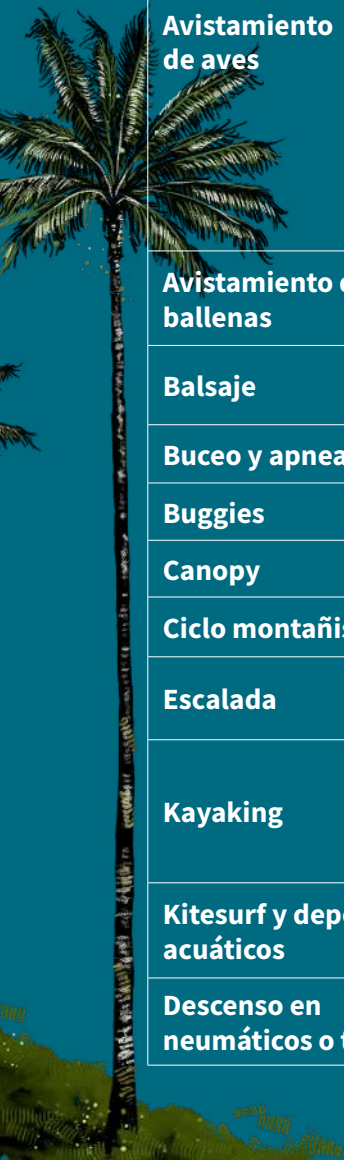 Avistamiento
de aves
Avistamiento
ballenas
Balsaje
Buceo y apnea
Buggies
Canopy
Ciclo
Escalada
Kayaking
Kitesurf y
acuáticos
Descenso en
neumáticos o